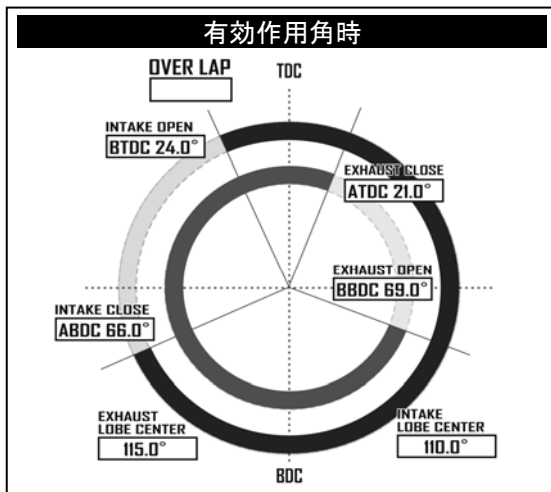 有効作用角時
OVER LAP
TDC
INTAKE OPEN
BTDC 24.0°
EXHAUST CLOSE
ATDC 21.0°
EXHAUST OPEN
BBDC 69.0°
INTAKE CLOSE
ABDC 66.0°
EXHAUST
LOBE CENTER
115.0°
INTAKE
LOBE CENTER
110.0°
BDC